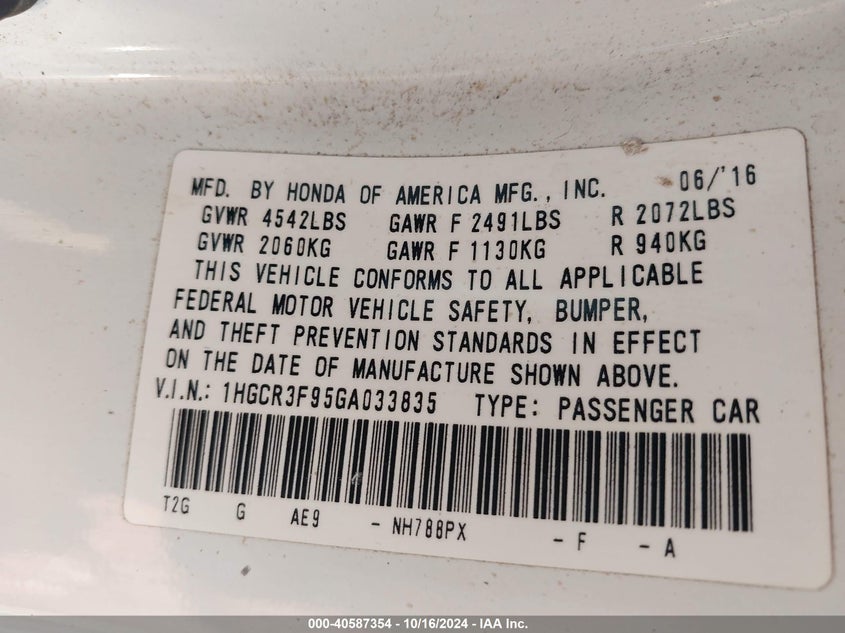 MFD. BY HONDA OF AMERICA MFG., INC. 06/'16
GVWR 4542LBS GAWR F 2491LBS R 2072LBS
GVWR 2060KG GAWR F 1130KG R 940KG
THIS VEHICLE CONFORMS TO ALL APPLICABLE
FEDERAL MOTOR VEHICLE SAFETY, BUMPER,
AND THEFT PREVENTION STANDARDS IN EFFECT
ON THE DATE OF MANUFACTURE SHOWN ABOVE.
V.I.N.: 1HGCR3F95GA033835 TYPE: PASSENGER CAR
T2G G AE9 - NH788PX - F - A
000-40587354 - 10/16/2024 - IAA Inc.